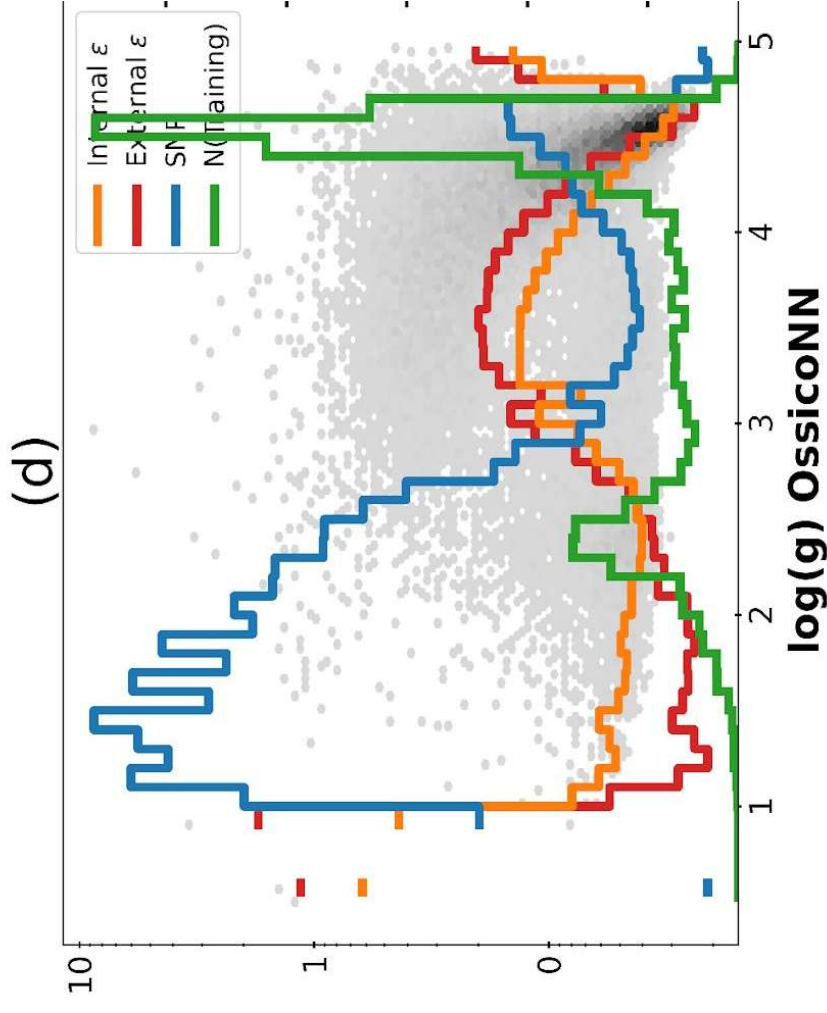 (d)
Internal ε
External ε
SNR
N(Training)
10
1
0
1
2
3
4
5
log(g) OssicoNN